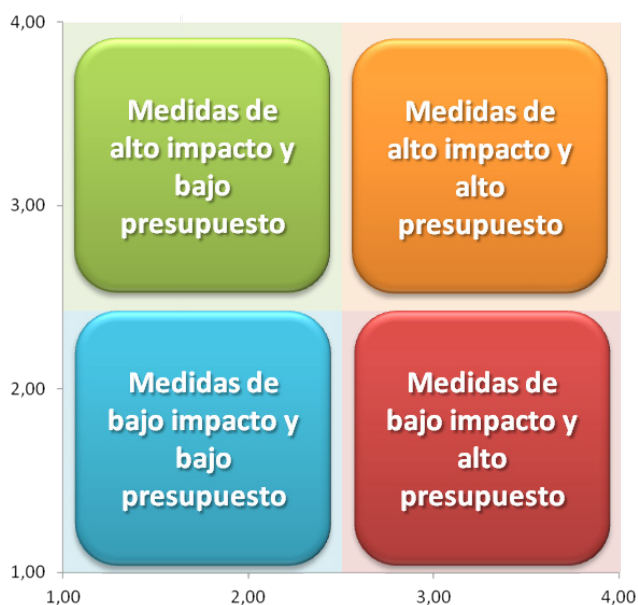 4,00
Medidas de
alto impacto y
bajo
presupuesto
Medidas de
alto impacto y
alto
presupuesto
3,00
Medidas de
bajo impacto y
bajo
presupuesto
Medidas de
bajo impacto y
alto
presupuesto
2,00
1,00
1,00
2,00
3,00
4,00